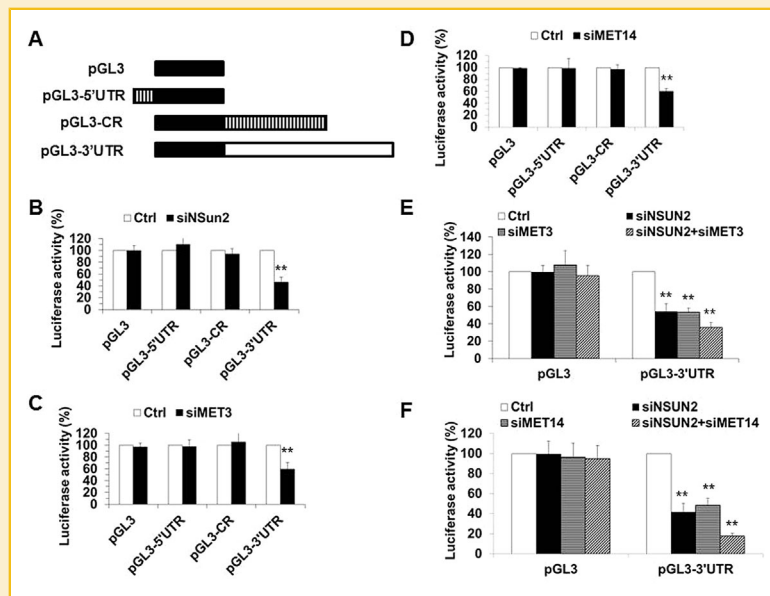 A
pGL3
pGL3-5'UTR
pGL3-CR
pGL3-3'UTR
B
Ctrl siNSun2
Luciferase activity (%)
120
100
80
60
40
20
0
**
pGL3
pGL3-5'UTR
pGL3-CR
pGL3-3'UTR
C
Ctrl siMET3
Luciferase activity (%)
120
100
80
60
40
20
0
**
pGL3
pGL3-5'UTR
pGL3-CR
pGL3-3'UTR
D
Ctrl siMET14
Luciferase activity (%)
120
100
80
60
40
20
0
**
pGL3
pGL3-5'UTR
pGL3-CR
pGL3-3'UTR
E
Ctrl siNSUN2
siMET3 siNSUN2+siMET3
Luciferase activity (%)
140
120
100
80
60
40
20
0
** ** **
pGL3 pGL3-3'UTR
F
Ctrl siNSUN2
siMET14 siNSUN2+siMET14
Luciferase activity (%)
120
100
80
60
40
20
0
** ** **
pGL3 pGL3-3'UTR